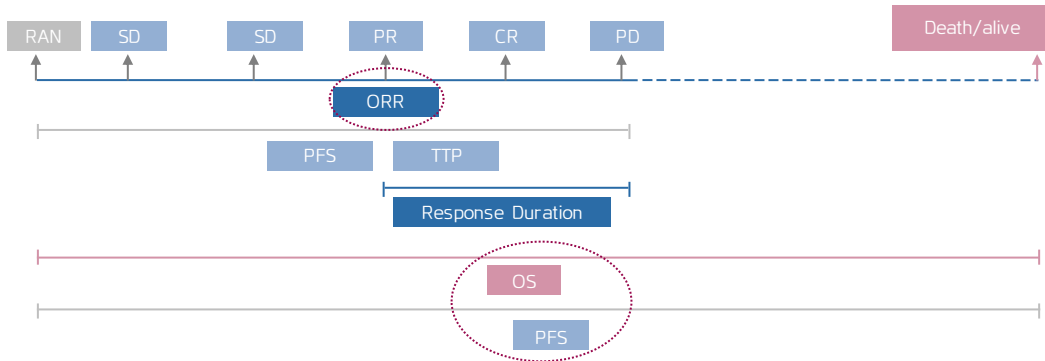 RAN
SD
SD
PR
CR
PD
Death/alive
ORR
PFS
TTP
Response Duration
OS
PFS